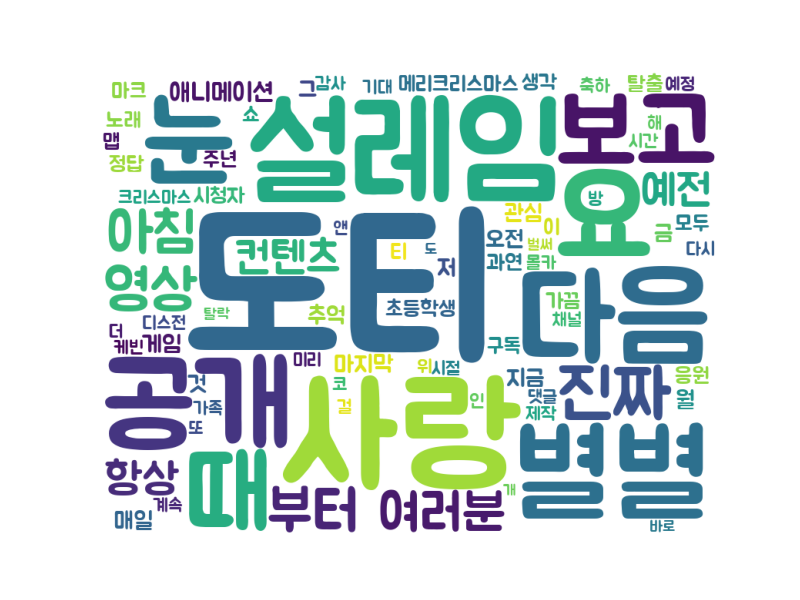 마크 애니메이션 그 감사 기대 메리크리스마스 생각 축하 탈출 예정
노래 눈 쇼 설레임 보고 해
맵 시간
정답 주년
크리스마스 시청자 요 방 예전
아침 컨텐츠 앤 도티 티 도 오전 관심 이 금 모두
영상 저 과연 벌써 몰카 다음 다시
탈락 추억 초등학생 가끔
더 디스전 채널
케빈 게임 미리 마지막 위 시절 구독
공개 것 코 사랑 지금 진짜 응원
가족 걸 인 댓글 월
또 제작
항상 때 별별
계속 부터 여러분 개
매일 바로